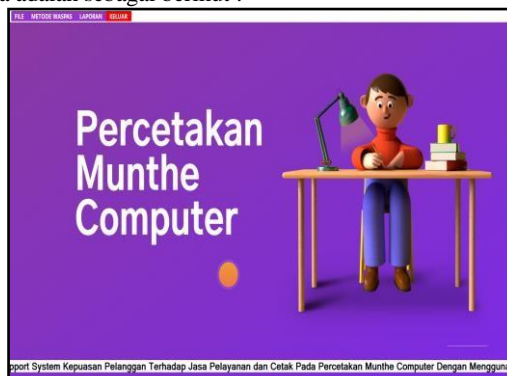 a adalah sebagai berikut :
FILE METODE WASPAS LAPORAN KELUAR
Percetakan
Munthe
Computer
pport System Kepuasan Pelanggan Terhadap Jasa Pelayanan dan Cetak Pada Percetakan Munthe Computer Dengan Mengguna